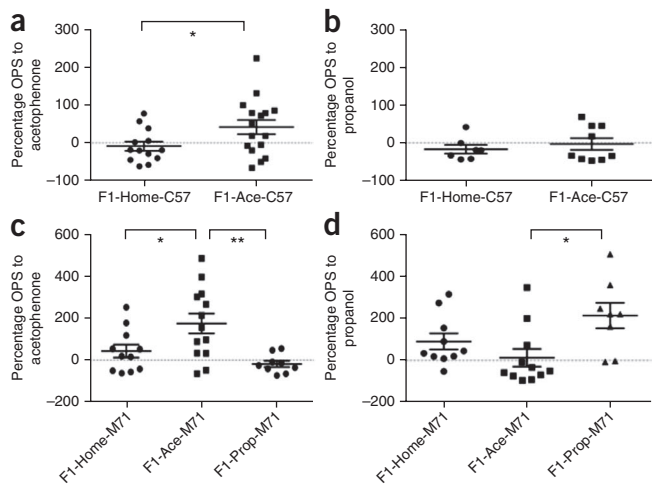 a
Percentage OPS to
acetophenone
300
200
100
0
–100
*
F1-Home-C57
F1-Ace-C57
b
Percentage OPS to
propanol
300
200
100
0
–100
F1-Home-C57
F1-Ace-C57
c
Percentage OPS to
acetophenone
600
400
200
0
–200
*
**
F1-Home-M71
F1-Ace-M71
F1-Prop-M71
d
Percentage OPS to
propanol
600
400
200
0
–200
*
F1-Home-M71
F1-Ace-M71
F1-Prop-M71